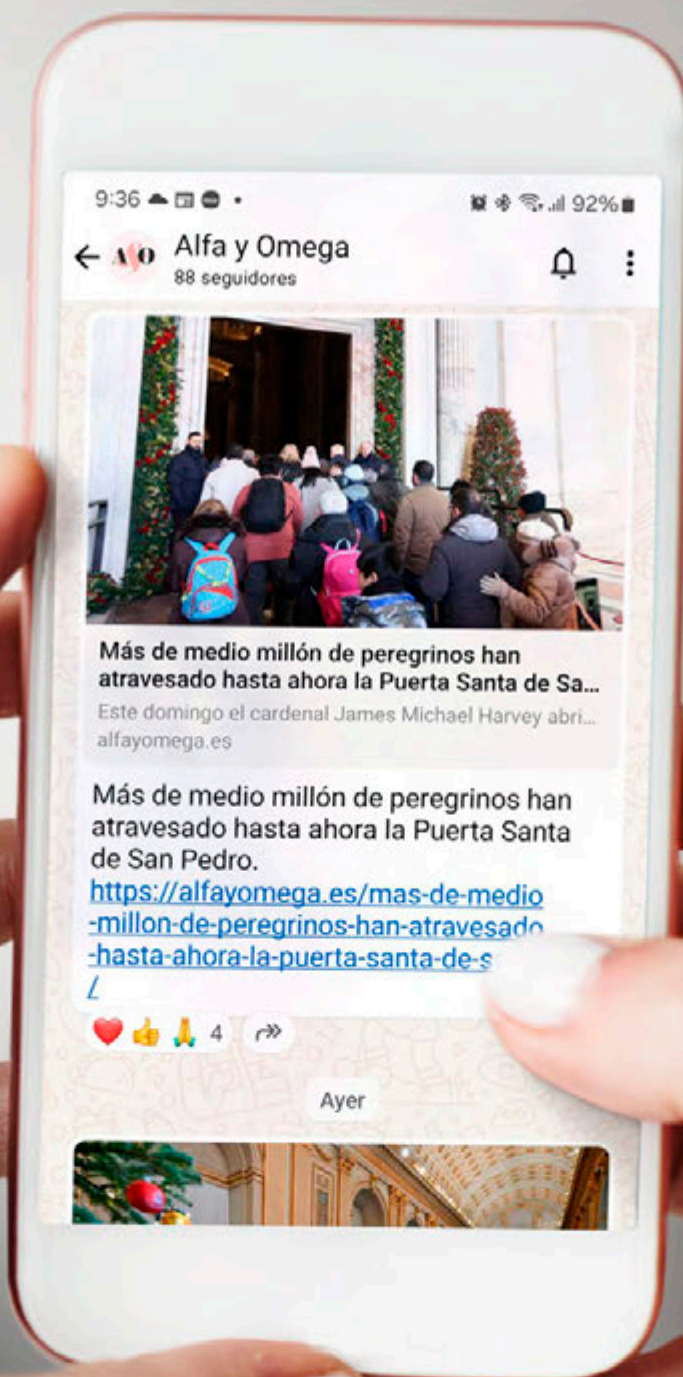 9:36
92%
A&O
Alfa y Omega
88 seguidores
Más de medio millón de peregrinos han
atravesado hasta ahora la Puerta Santa de Sa...
Este domingo el cardenal James Michael Harvey abri...
alfayomega.es
Más de medio millón de peregrinos han
atravesado hasta ahora la Puerta Santa
de San Pedro.
https://alfayomega.es/mas-de-medio
-millon-de-peregrinos-han-atravesado
-hasta-ahora-la-puerta-santa-de-s
/
4
Ayer